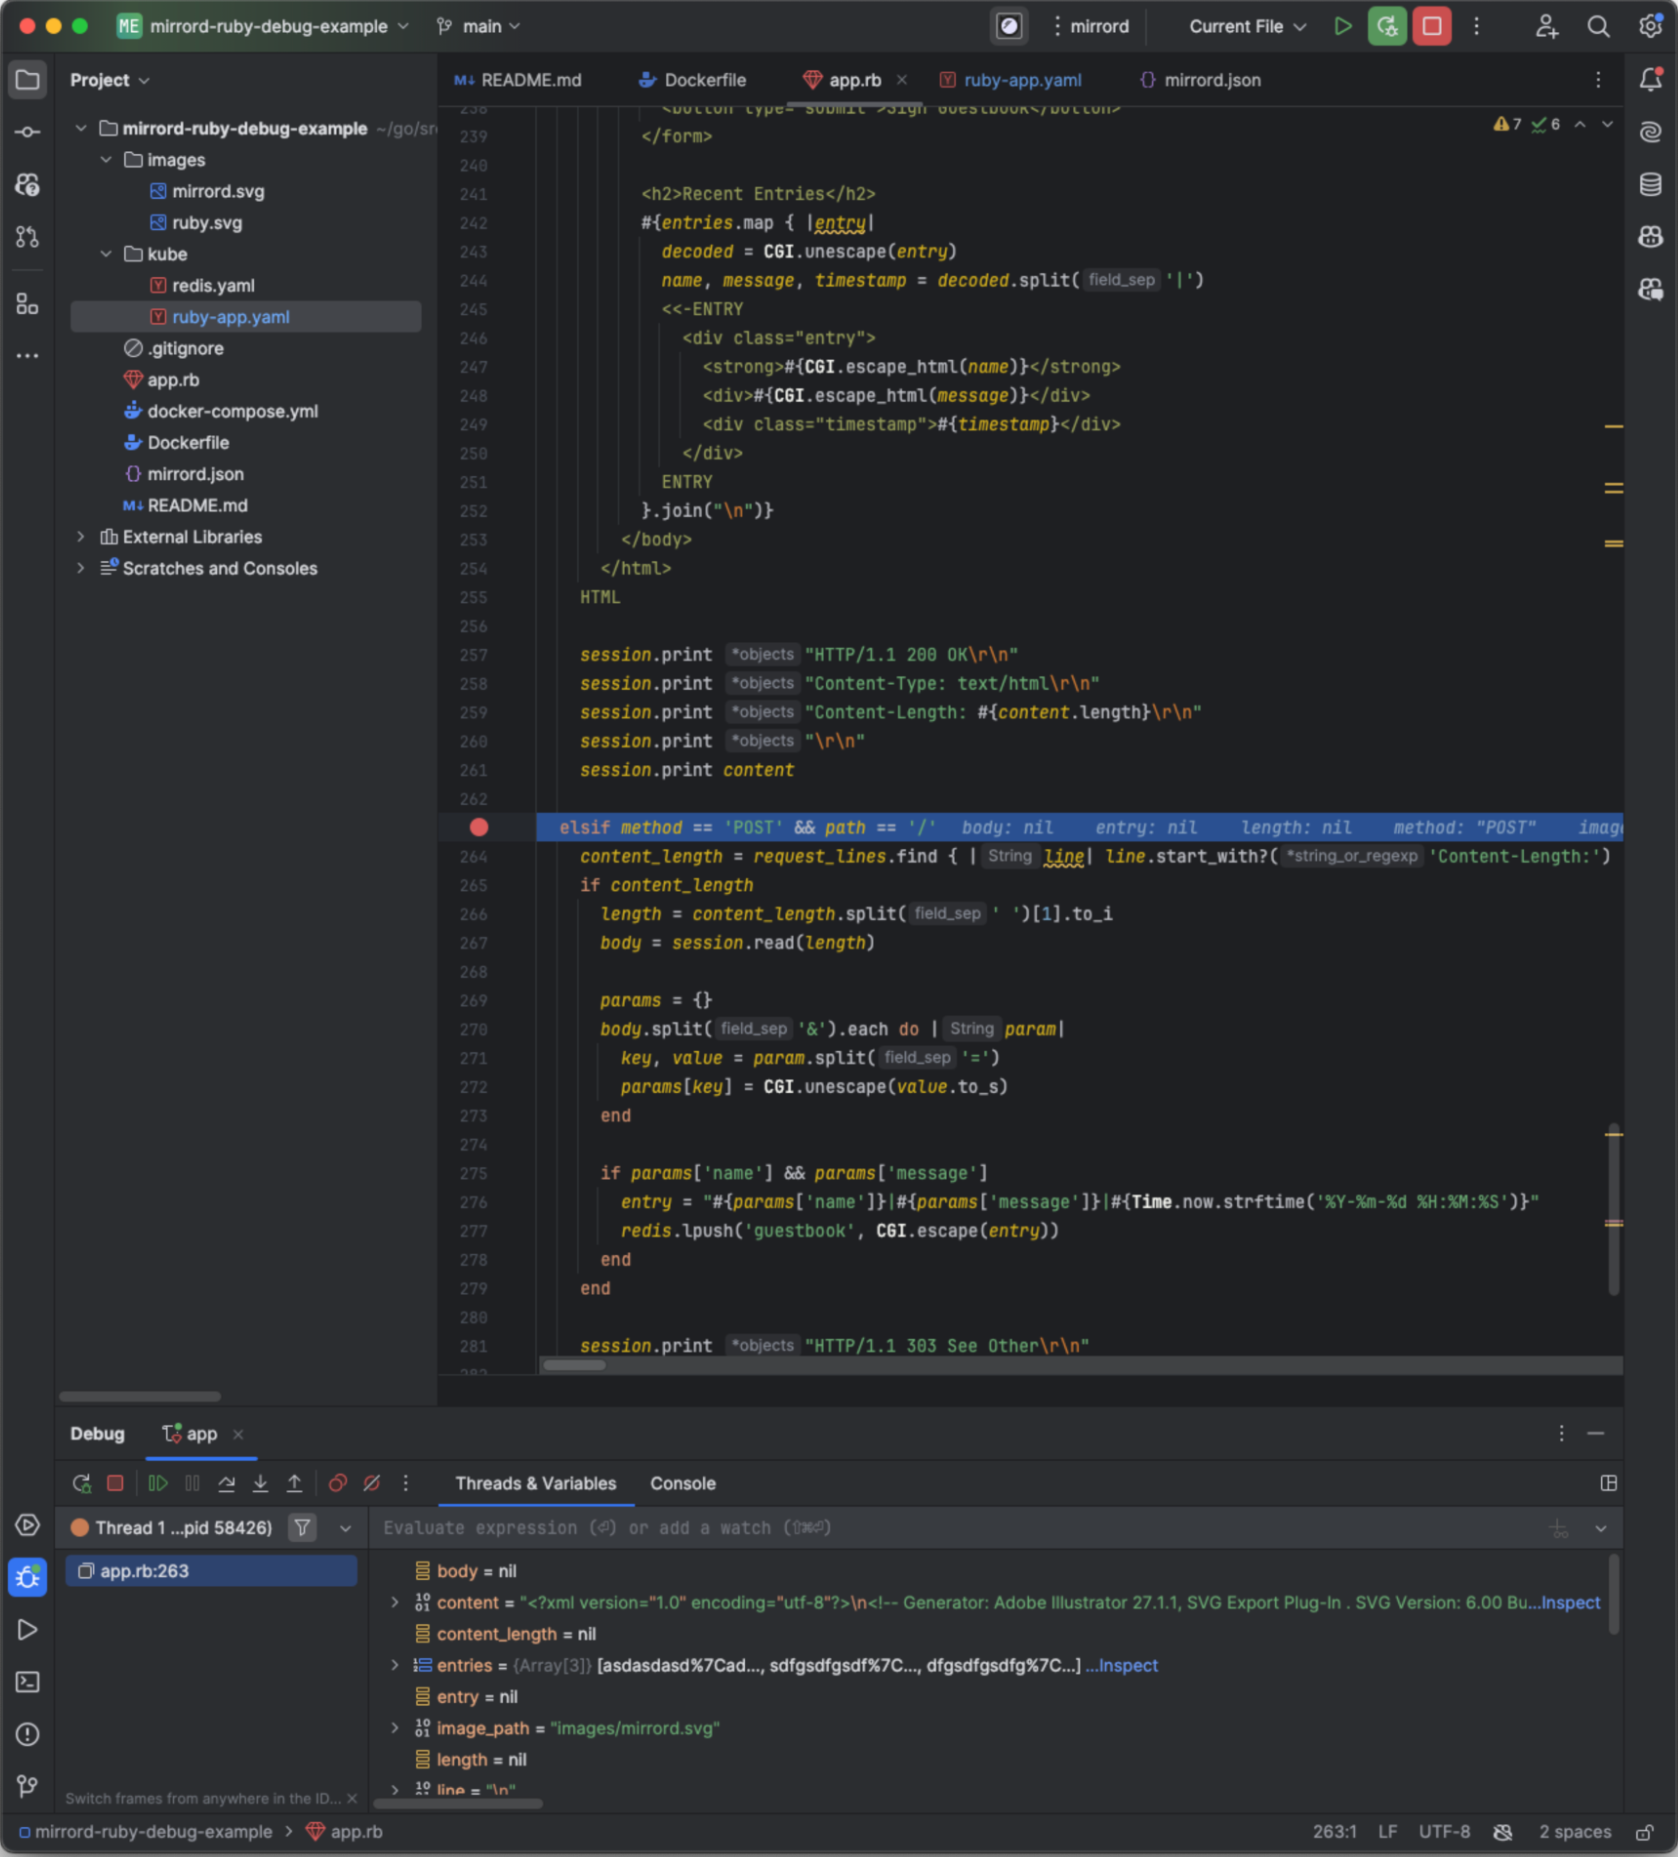 ME mirrord-ruby-debug-example main mirrord Current File
Project
README.md Dockerfile app.rb ruby-app.yaml mirrord.json
mirrord-ruby-debug-example ~/go/src
images
mirrord.svg
ruby.svg
kube
redis.yaml
ruby-app.yaml
.gitignore
app.rb
docker-compose.yml
Dockerfile
mirrord.json
README.md
External Libraries
Scratches and Consoles
7 6
238 <button type="submit">Sign Guestbook</button>
239 </form>
240
241 <h2>Recent Entries</h2>
242 #{entries.map { |entry|
243 decoded = CGI.unescape(entry)
244 name, message, timestamp = decoded.split( field_sep '|')
245 <<-ENTRY
246 <div class="entry">
247 <strong>#{CGI.escape_html(name)}</strong>
248 <div>#{CGI.escape_html(message)}</div>
249 <div class="timestamp">#{timestamp}</div>
250 </div>
251 ENTRY
252 }.join("\n")}
253 </body>
254 </html>
255 HTML
256
257 session.print *objects "HTTP/1.1 200 OK\r\n"
258 session.print *objects "Content-Type: text/html\r\n"
259 session.print *objects "Content-Length: #{content.length}\r\n"
260 session.print *objects "\r\n"
261 session.print content
262
elsif method == 'POST' && path == '/' body: nil entry: nil length: nil method: "POST" imag
264 content_length = request_lines.find { | String line| line.start_with?( *string_or_regexp 'Content-Length:')
265 if content_length
266 length = content_length.split( field_sep ' ')[1].to_i
267 body = session.read(length)
268
269 params = {}
270 body.split( field_sep '&').each do | String param|
271 key, value = param.split( field_sep '=')
272 params[key] = CGI.unescape(value.to_s)
273 end
274
275 if params['name'] && params['message']
276 entry = "#{params['name']}|#{params['message']}|#{Time.now.strftime('%Y-%m-%d %H:%M:%S')}"
277 redis.lpush('guestbook', CGI.escape(entry))
278 end
279 end
280
281 session.print *objects "HTTP/1.1 303 See Other\r\n"
282
Debug app
Threads & Variables Console
Thread 1 ...pid 58426)
Evaluate expression (⏎) or add a watch (⇧⌘⏎)
app.rb:263
body = nil
content = "<?xml version="1.0" encoding="utf-8"?>\n<!-- Generator: Adobe Illustrator 27.1.1, SVG Export Plug-In . SVG Version: 6.00 Bu...Inspect
content_length = nil
entries = {Array[3]} [asdasdasd%7Cad..., sdfgsdfgsdf%7C..., dfgsdfgsdfg%7C...] ...Inspect
entry = nil
image_path = "images/mirrord.svg"
length = nil
line = "\n"
Switch frames from anywhere in the ID...
mirrord-ruby-debug-example > app.rb
263:1 LF UTF-8 2 spaces